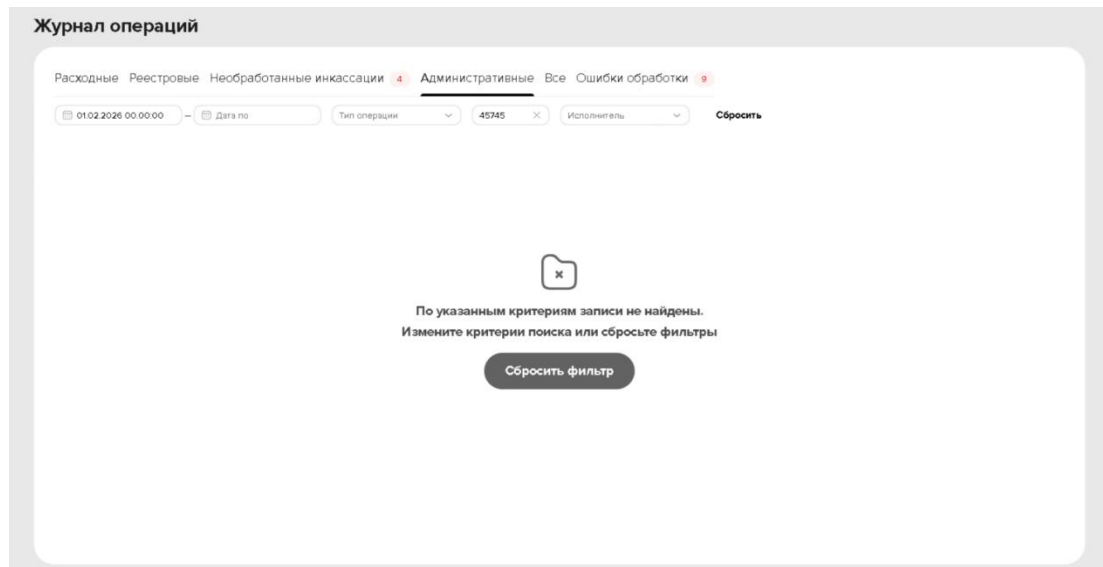 Журнал операций
Расходные Реестровые Необработанные инкассации 4 Административные Все Ошибки обработки 9
01.02.2026 00:00:00 – Дата по Тип операции 45745 Исполнитель Сбросить
По указанным критериям записи не найдены.
Измените критерии поиска или сбросьте фильтры
Сбросить фильтр